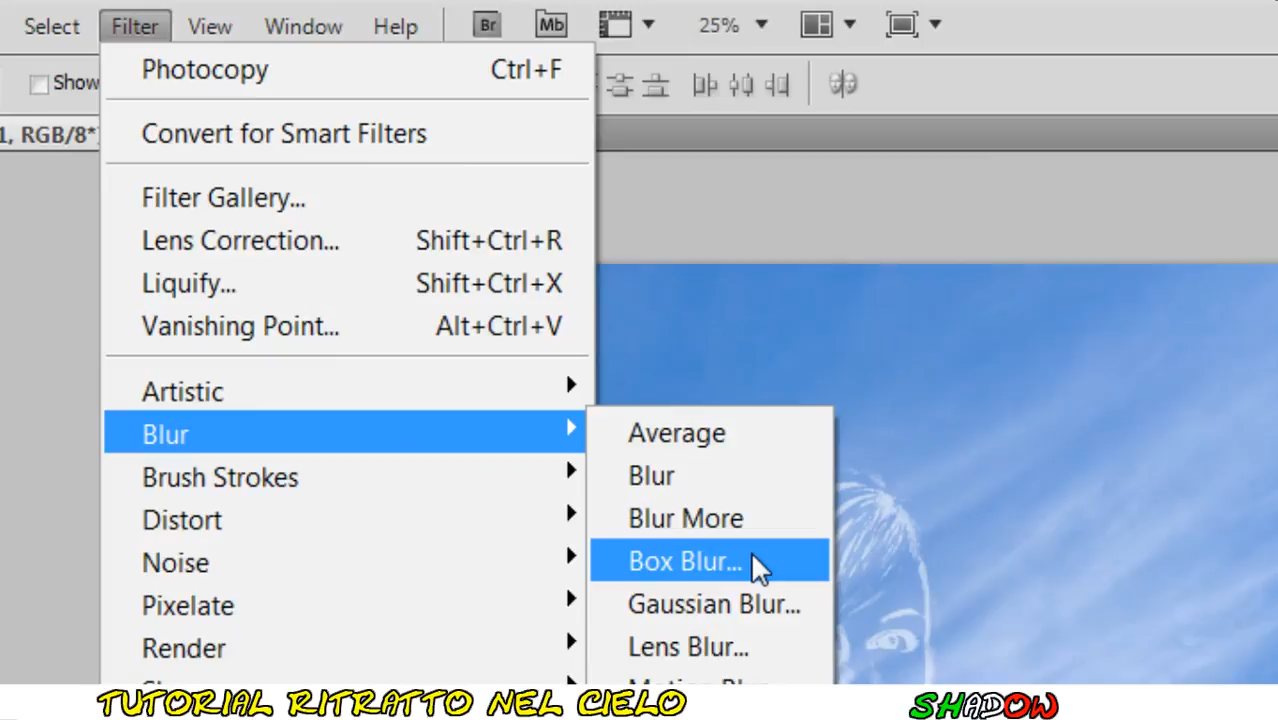 Select Filter View Window Help Br Mb 25%
Show
1, RGB/8*)
Photocopy Ctrl+F
Convert for Smart Filters
Filter Gallery...
Lens Correction... Shift+Ctrl+R
Liquify... Shift+Ctrl+X
Vanishing Point... Alt+Ctrl+V
Artistic
Blur
Brush Strokes
Distort
Noise
Pixelate
Render
Average
Blur
Blur More
Box Blur...
Gaussian Blur...
Lens Blur...
TUTORIAL RITRATTO NEL CIELO
SHADOW